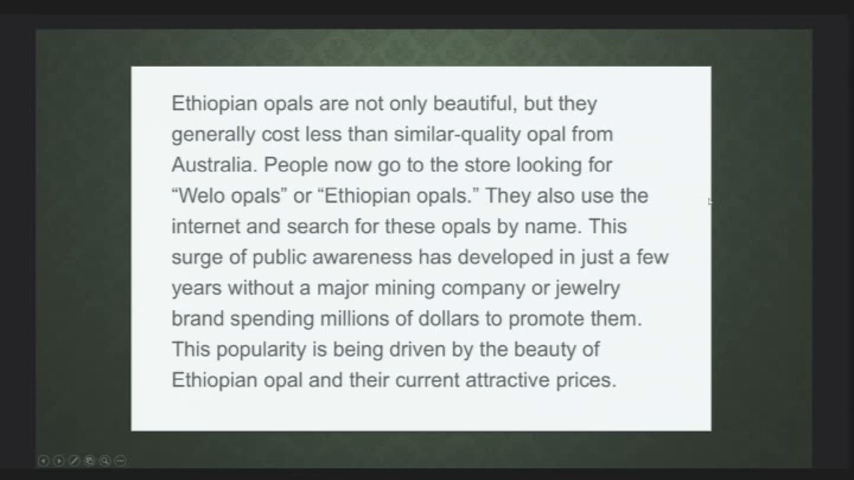 Ethiopian opals are not only beautiful, but they
generally cost less than similar-quality opal from
Australia. People now go to the store looking for
“Welo opals” or “Ethiopian opals.” They also use the
internet and search for these opals by name. This
surge of public awareness has developed in just a few
years without a major mining company or jewelry
brand spending millions of dollars to promote them.
This popularity is being driven by the beauty of
Ethiopian opal and their current attractive prices.